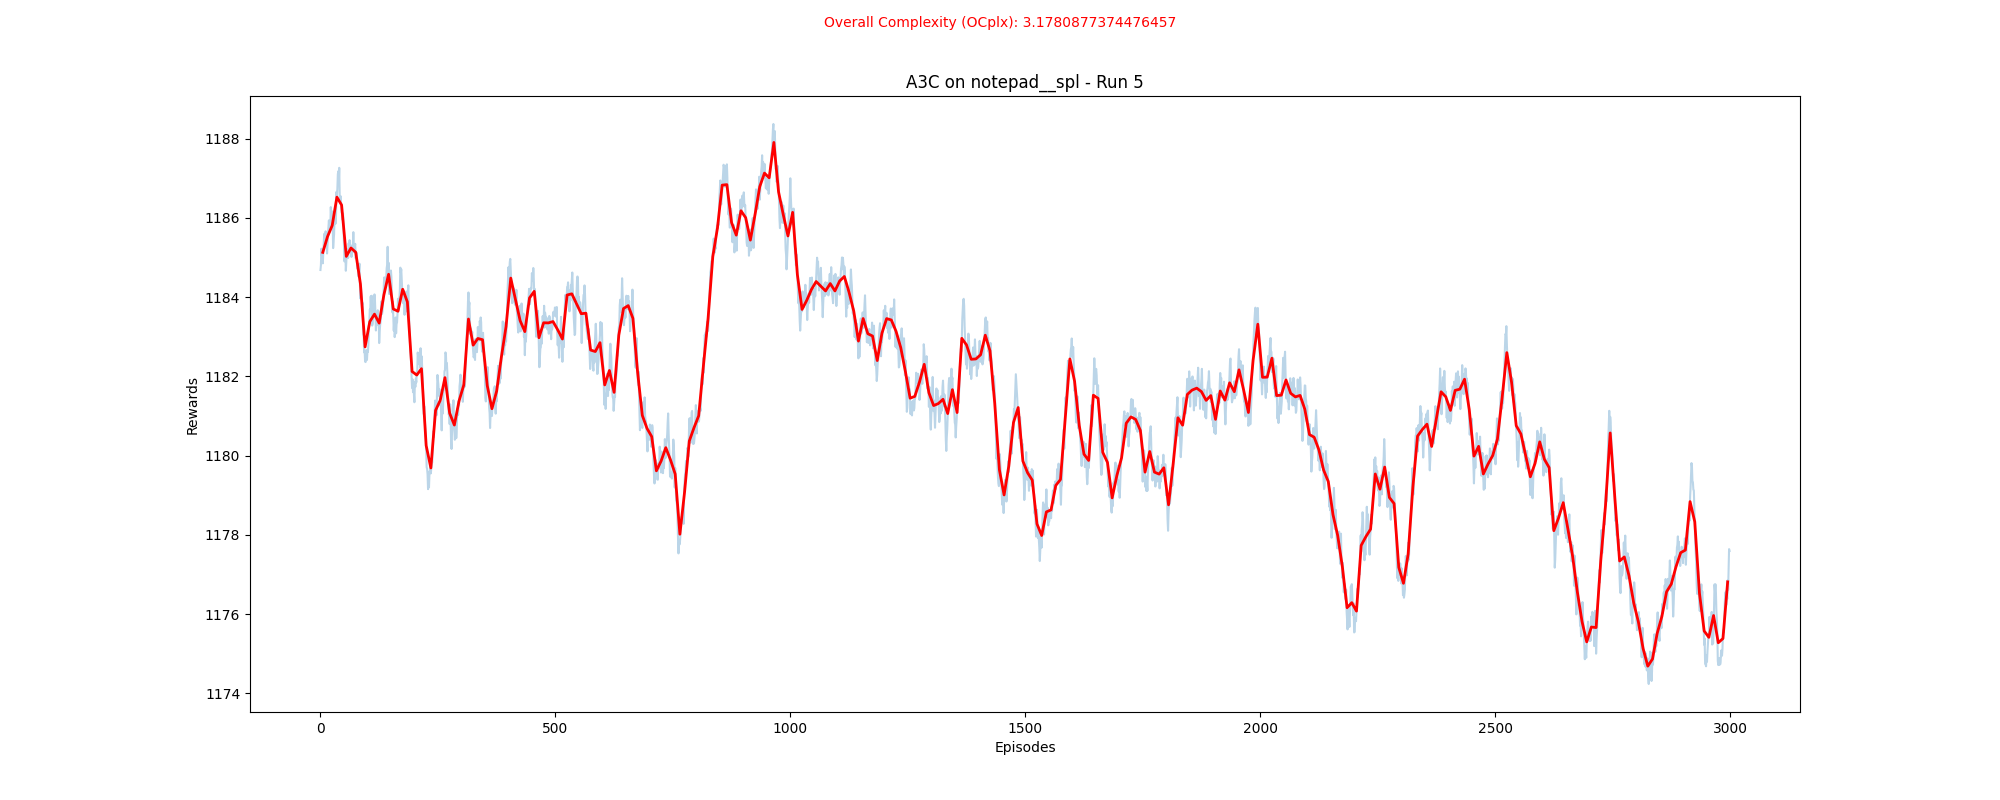 Overall Complexity (OCplx): 3.1780877374476457
A3C on notepad__spl - Run 5
1188
1186
1184
1182
1180
1178
1176
1174
Rewards
0 500 1000 1500 2000 2500 3000
Episodes